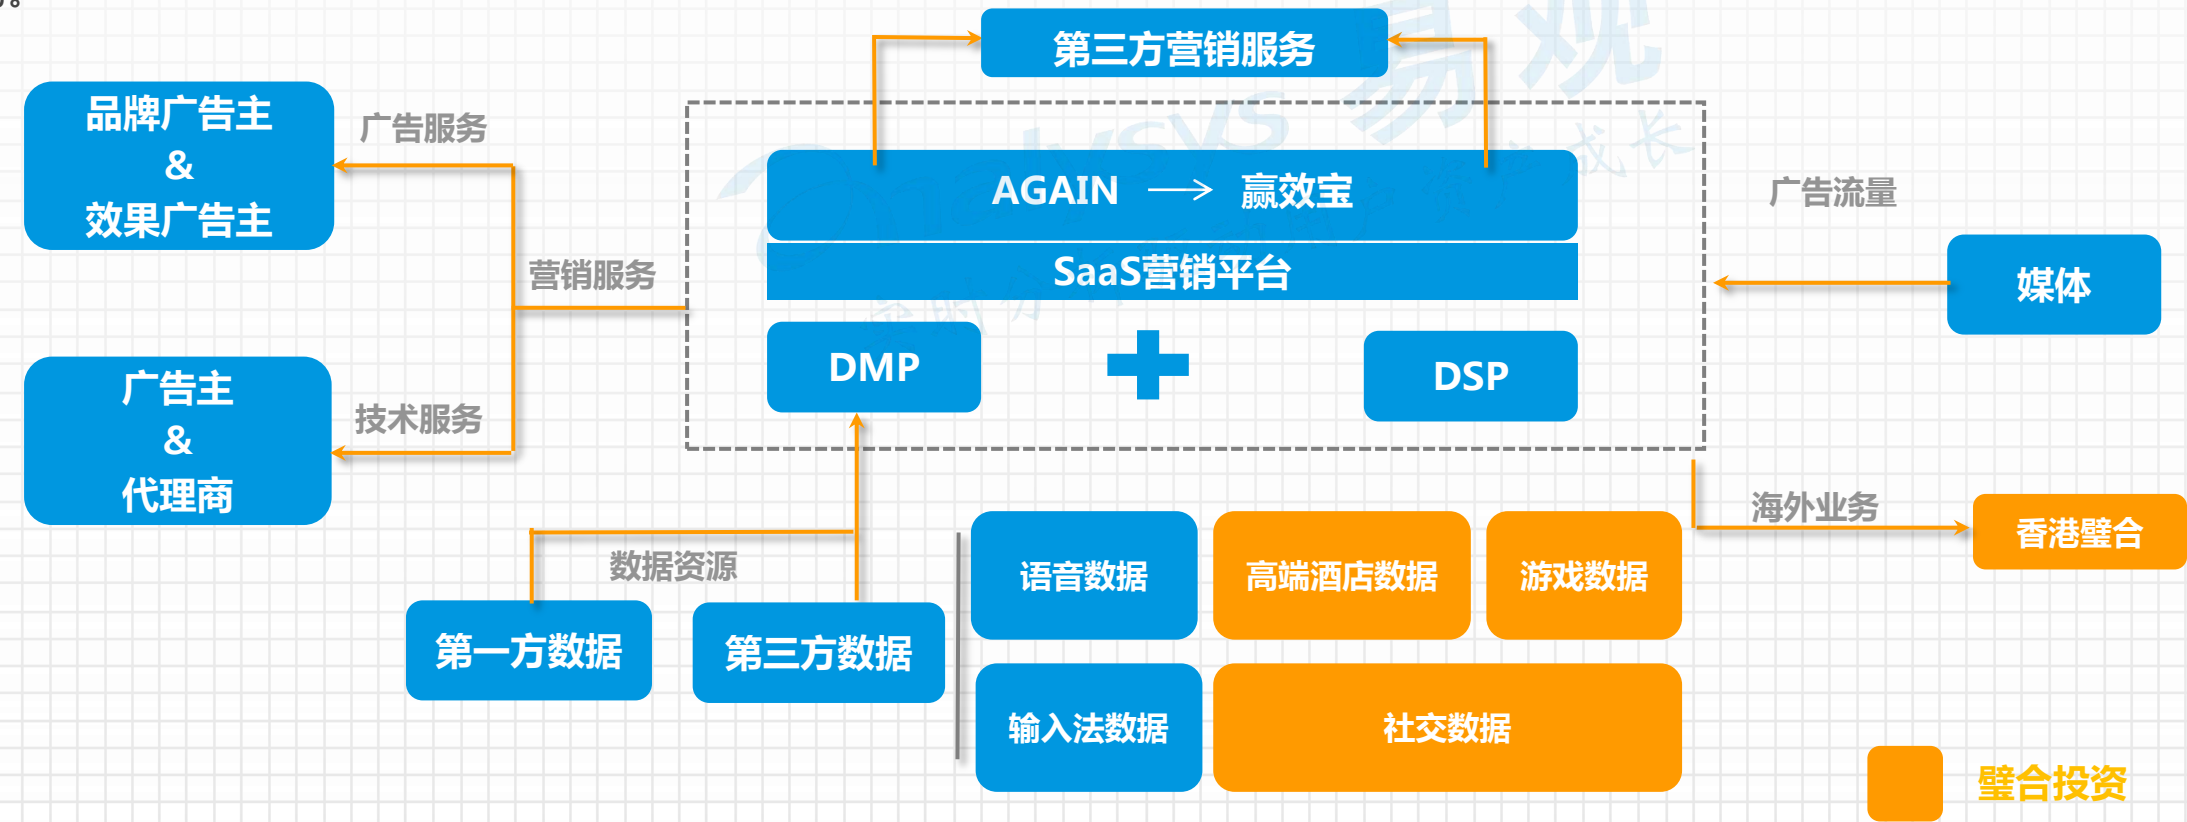 第三方营销服务
品牌广告主
&
效果广告主
广告服务
AGAIN → 赢效宝
广告流量
SaaS营销平台
营销服务
媒体
DMP
DSP
广告主
&
代理商
技术服务
海外业务
香港璧合
数据资源
语音数据
高端酒店数据
游戏数据
第一方数据
第三方数据
输入法数据
社交数据
璧合投资
易观